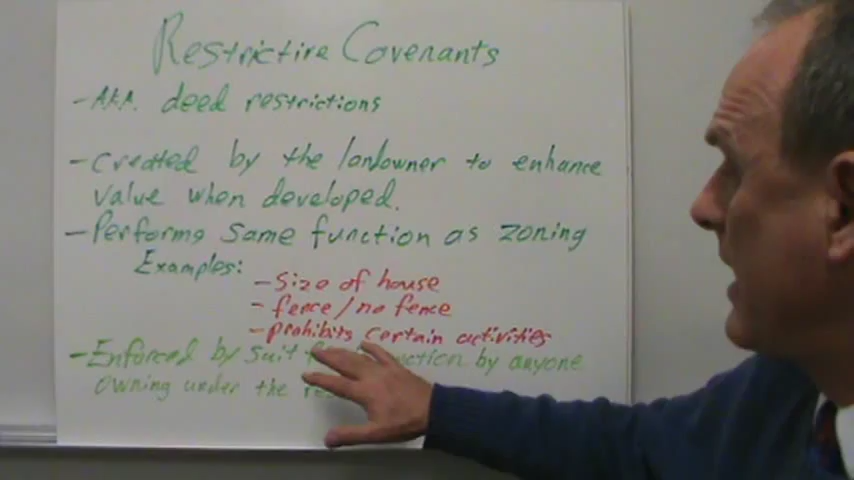 Restrictive Covenants
- AKA. deed restrictions
- Created by the landowner to enhance
value when developed.
- Performs same function as zoning
Examples:
- Size of house
- fence/no fence
- prohibits certain activities
- Enforced by suit by anyone
owning under the